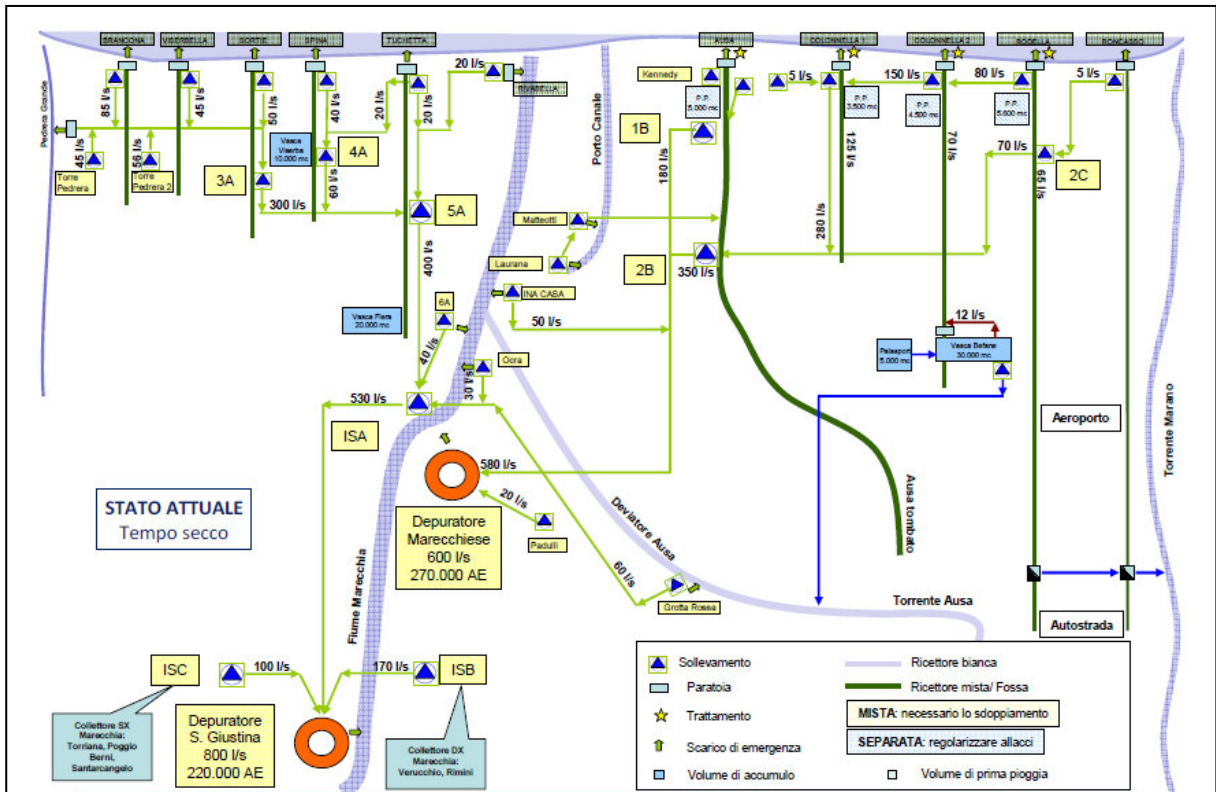 BRANCONA
VISERBELLA
SORTIE
SPINA
TUCHETTA
AUSA
COLONNELLA 1
COLONNELLA 2
RODELLA
RONCASSO
RIVABELLA
Pedrera Grande
85 l/s
45 l/s
50 l/s
40 l/s
20 l/s
20 l/s
20 l/s
Kennedy
5 l/s
150 l/s
80 l/s
5 l/s
P.P.
5.000 mc
P.P.
3.500 mc
P.P.
4.500 mc
P.P.
5.600 mc
Porto Canale
45 l/s
56 l/s
Torre
Pedrera
Torre
Pedrera 2
Vasca
Viserba
10.000 mc
3A
4A
60 l/s
300 l/s
5A
400 l/s
1B
180 l/s
125 l/s
70 l/s
70 l/s
65 l/s
2C
Matteotti
Laurana
2B
350 l/s
280 l/s
INA CASA
50 l/s
6A
Vasca Fiera
20.000 mc
40 l/s
12 l/s
Palasport
5.000 mc
Vasca Befane
30.000 mc
30 l/s
530 l/s
ISA
580 l/s
Aeroporto
Torrente Marano
STATO ATTUALE
Tempo secco
Depuratore
Marecchiese
600 l/s
270.000 AE
20 l/s
Padulli
Deviatore Ausa
60 l/s
Grotta Rossa
Ausa tombato
Torrente Ausa
Autostrada
Fiume Marecchia
ISC
100 l/s
170 l/s
ISB
Collettore SX
Marecchia:
Torriana, Poggio
Berni,
Santarcangelo
Depuratore
S. Giustina
800 l/s
220.000 AE
Collettore DX
Marecchia:
Verucchio, Rimini
Sollevamento
Ricettore bianca
Paratoia
Ricettore mista/ Fossa
Trattamento
MISTA: necessario lo sdoppiamento
Scarico di emergenza
SEPARATA: regolarizzare allacci
Volume di accumulo
Volume di prima pioggia